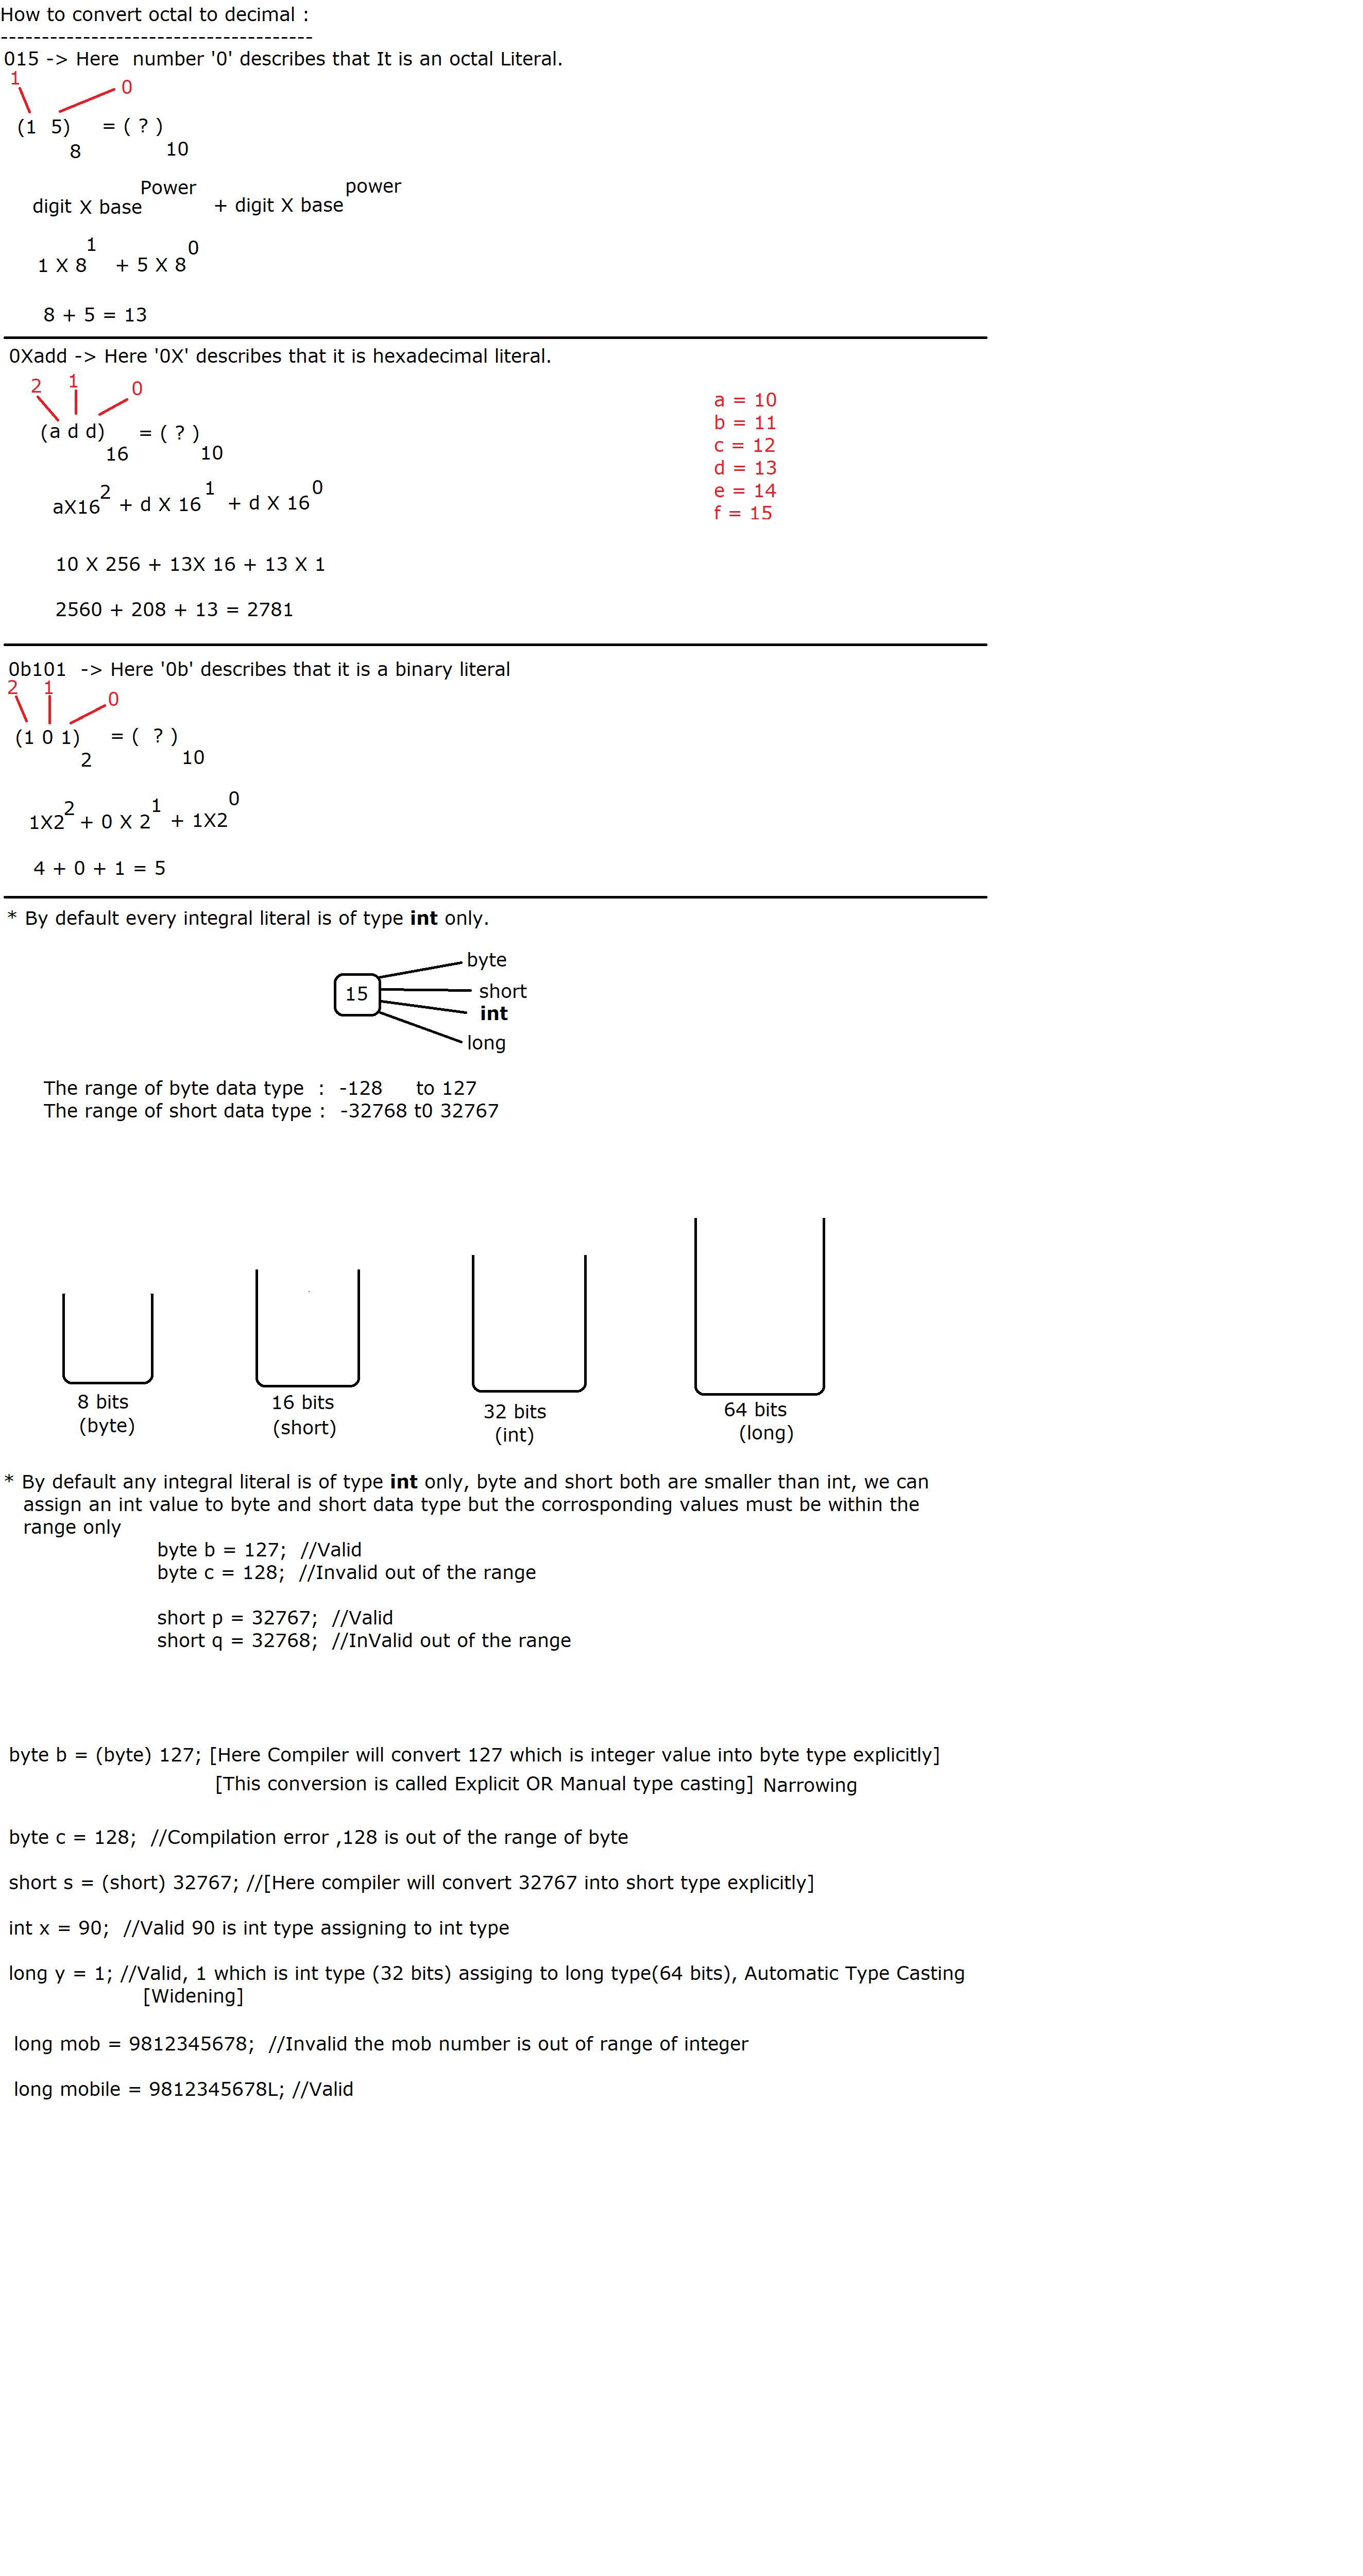 How to convert octal to decimal :
--------------------------------------
015 -> Here  number '0' describes that It is an octal Literal.
1 0
(1  5) = ( ? )
8 10
Power power
digit X base + digit X base
1 0
1 X 8 + 5 X 8
8 + 5 = 13
0Xadd -> Here '0X' describes that it is hexadecimal literal.
2 1 0
(a d d) = ( ? )
16 10
2 1 0
aX16 + d X 16 + d X 16
10 X 256 + 13X 16 + 13 X 1
2560 + 208 + 13 = 2781
a = 10
b = 11
c = 12
d = 13
e = 14
f = 15
0b101  -> Here '0b' describes that it is a binary literal
2 1 0
(1 0 1) = (  ? )
2 10
2 1 0
1X2 + 0 X 2 + 1X2
4 + 0 + 1 = 5
* By default every integral literal is of type int only.
15
byte
short
int
long
The range of byte data type  :  -128     to 127
The range of short data type :  -32768 t0 32767
8 bits
(byte)
16 bits
(short)
32 bits
(int)
64 bits
(long)
* By default any integral literal is of type int only, byte and short both are smaller than int, we can
assign an int value to byte and short data type but the corrosponding values must be within the
range only
byte b = 127;  //Valid
byte c = 128;  //Invalid out of the range
short p = 32767;  //Valid
short q = 32768;  //InValid out of the range
byte b = (byte) 127; [Here Compiler will convert 127 which is integer value into byte type explicitly]
[This conversion is called Explicit OR Manual type casting] Narrowing
byte c = 128;  //Compilation error ,128 is out of the range of byte
short s = (short) 32767; //[Here compiler will convert 32767 into short type explicitly]
int x = 90;  //Valid 90 is int type assigning to int type
long y = 1; //Valid, 1 which is int type (32 bits) assiging to long type(64 bits), Automatic Type Casting
[Widening]
long mob = 9812345678;  //Invalid the mob number is out of range of integer
long mobile = 9812345678L; //Valid